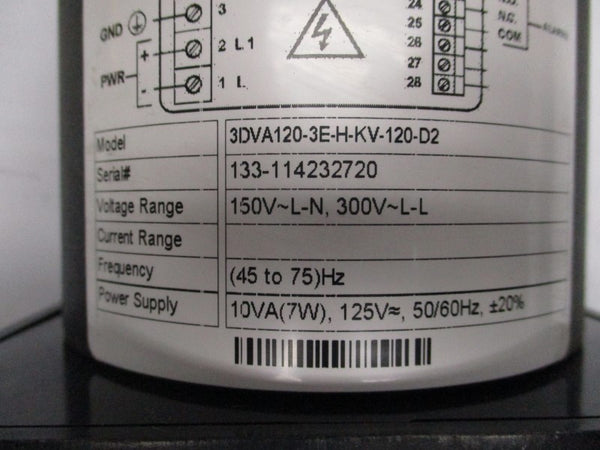 3
GND
+ 2 L1
PWR
- 1 L
24
25 N.C.
26 COM
27
28
Model 3DVA120-3E-H-KV-120-D2
Serial# 133-114232720
Voltage Range 150V~L-N, 300V~L-L
Current Range
Frequency (45 to 75)Hz
Power Supply 10VA(7W), 125V≂, 50/60Hz, ±20%